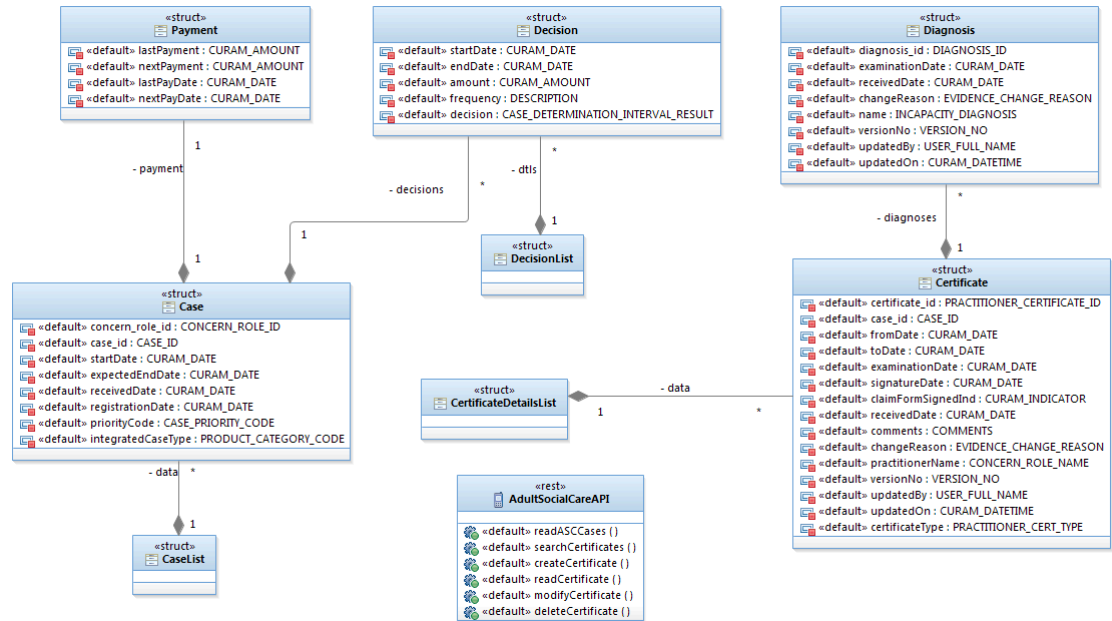 «struct»
Payment
«default» lastPayment : CURAM_AMOUNT
«default» nextPayment : CURAM_AMOUNT
«default» lastPayDate : CURAM_DATE
«default» nextPayDate : CURAM_DATE
«struct»
Decision
«default» startDate : CURAM_DATE
«default» endDate : CURAM_DATE
«default» amount : CURAM_AMOUNT
«default» frequency : DESCRIPTION
«default» decision : CASE_DETERMINATION_INTERVAL_RESULT
«struct»
Diagnosis
«default» diagnosis_id : DIAGNOSIS_ID
«default» examinationDate : CURAM_DATE
«default» receivedDate : CURAM_DATE
«default» changeReason : EVIDENCE_CHANGE_REASON
«default» name : INCAPACITY_DIAGNOSIS
«default» versionNo : VERSION_NO
«default» updatedBy : USER_FULL_NAME
«default» updatedOn : CURAM_DATETIME
1
- payment
1
- decisions
*
1
- dtls
*
1
- diagnoses
*
1
«struct»
DecisionList
«struct»
Case
«default» concern_role_id : CONCERN_ROLE_ID
«default» case_id : CASE_ID
«default» startDate : CURAM_DATE
«default» expectedEndDate : CURAM_DATE
«default» receivedDate : CURAM_DATE
«default» registrationDate : CURAM_DATE
«default» priorityCode : CASE_PRIORITY_CODE
«default» integratedCaseType : PRODUCT_CATEGORY_CODE
«struct»
Certificate
«default» certificate_id : PRACTITIONER_CERTIFICATE_ID
«default» case_id : CASE_ID
«default» fromDate : CURAM_DATE
«default» toDate : CURAM_DATE
«default» examinationDate : CURAM_DATE
«default» signatureDate : CURAM_DATE
«default» claimFormSignedInd : CURAM_INDICATOR
«default» receivedDate : CURAM_DATE
«default» comments : COMMENTS
«default» changeReason : EVIDENCE_CHANGE_REASON
«default» practitionerName : CONCERN_ROLE_NAME
«default» versionNo : VERSION_NO
«default» updatedBy : USER_FULL_NAME
«default» updatedOn : CURAM_DATETIME
«default» certificateType : PRACTITIONER_CERT_TYPE
«struct»
CertificateDetailsList
- data
1
*
- data *
1
«struct»
CaseList
«rest»
AdultSocialCareAPI
«default» readASCCases ( )
«default» searchCertificates ( )
«default» createCertificate ( )
«default» readCertificate ( )
«default» modifyCertificate ( )
«default» deleteCertificate ( )